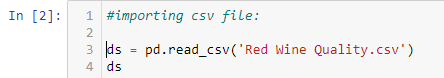 In [2]:
1 #importing csv file:
2
3 ds = pd.read_csv('Red Wine Quality.csv')
4 ds